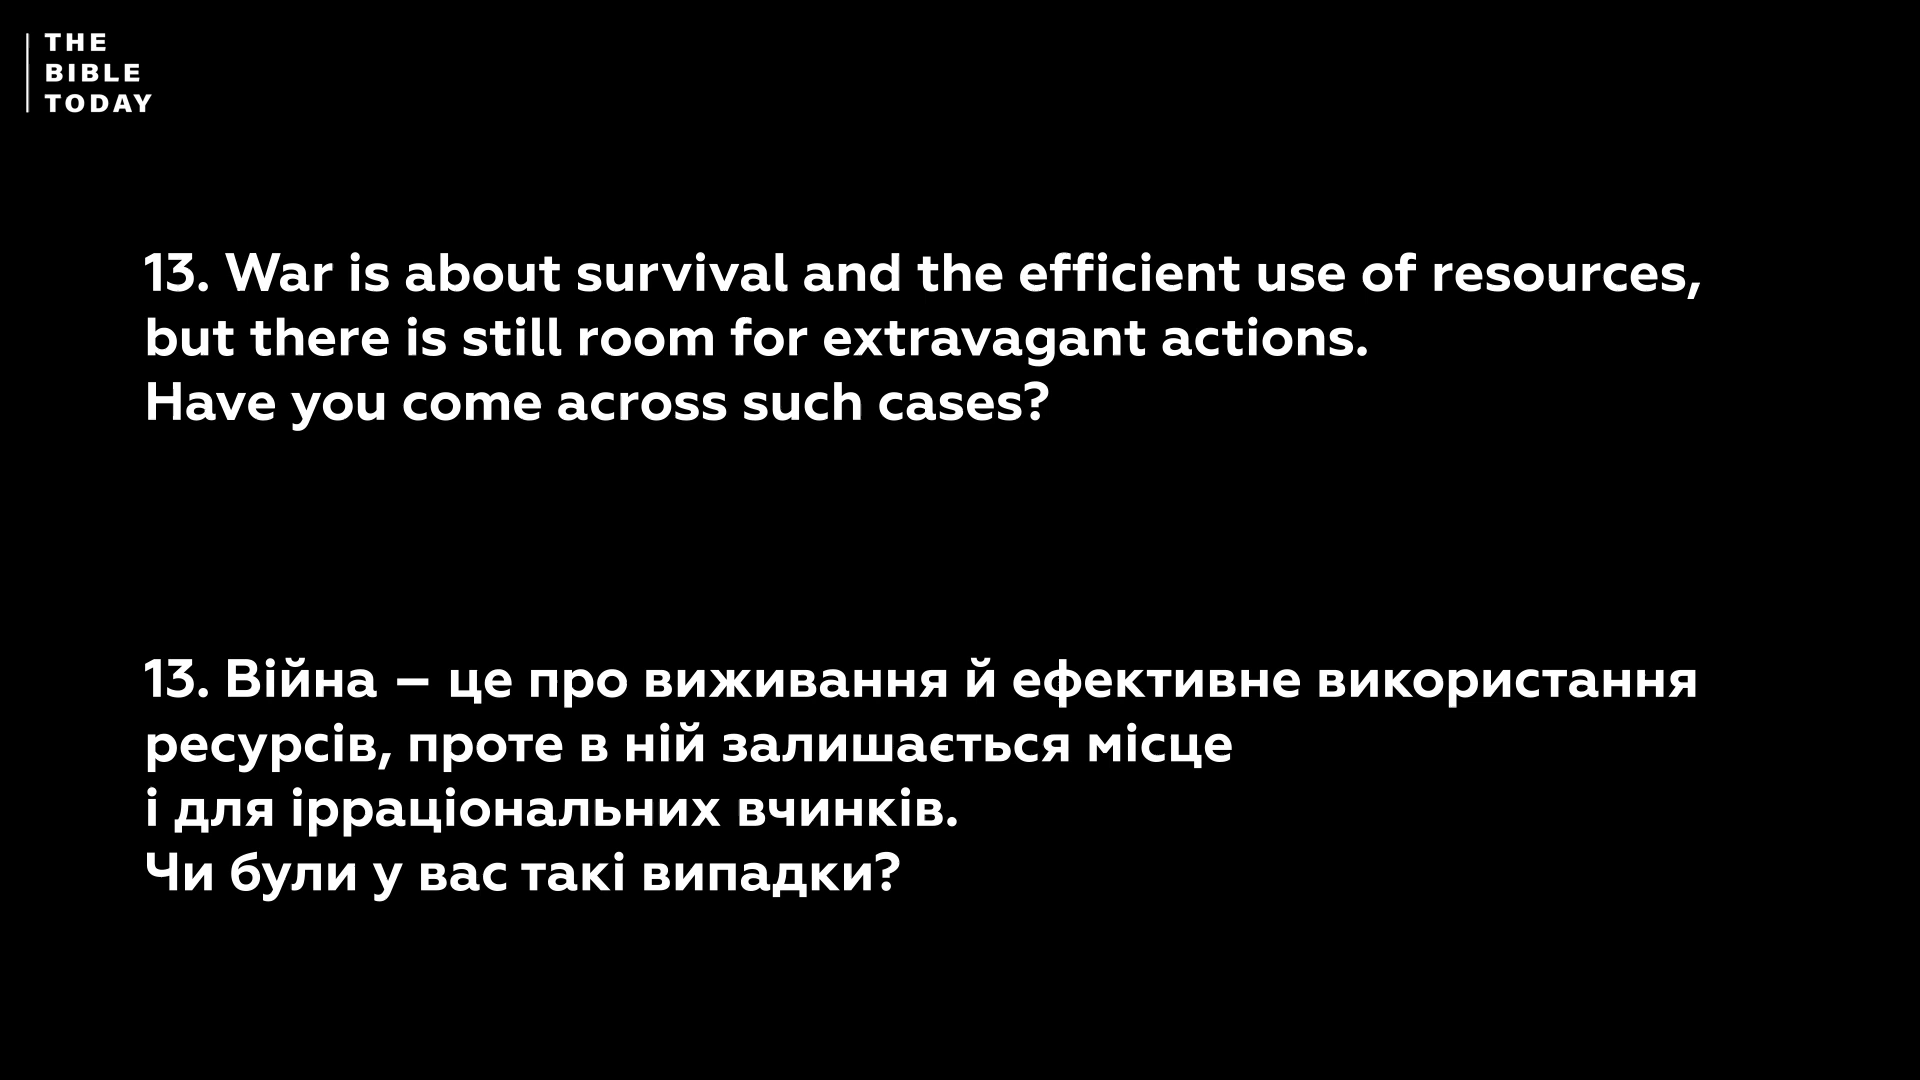 THE
BIBLE
TODAY
13. War is about survival and the efficient use of resources,
but there is still room for extravagant actions.
Have you come across such cases?
13. Війна – це про виживання й ефективне використання
ресурсів, проте в ній залишається місце
і для ірраціональних вчинків.
Чи були у вас такі випадки?